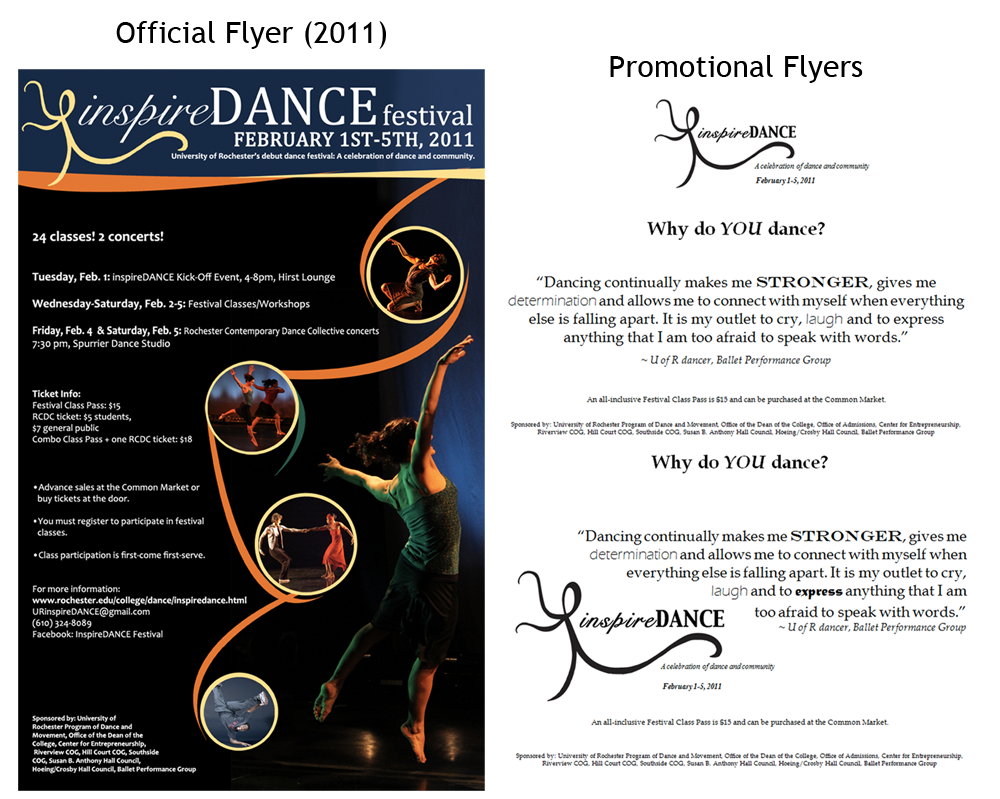 Official Flyer (2011)
inspireDANCE festival
FEBRUARY 1ST-5TH, 2011
University of Rochester's debut dance festival: A celebration of dance and community.
24 classes! 2 concerts!
Tuesday, Feb. 1: inspireDANCE Kick-Off Event, 4-8pm, Hirst Lounge
Wednesday-Saturday, Feb. 2-5: Festival Classes/Workshops
Friday, Feb. 4 & Saturday, Feb. 5: Rochester Contemporary Dance Collective concerts
7:30 pm, Spurrier Dance Studio
Ticket Info:
Festival Class Pass: $15
RCDC ticket: $5 students,
$7 general public
Combo Class Pass + one RCDC ticket: $18
•Advance sales at the Common Market or
buy tickets at the door.
•You must register to participate in festival
classes.
•Class participation is first-come first-serve.
For more information:
www.rochester.edu/college/dance/inspiredance.html
URinspireDANCE@gmail.com
(610) 324-8089
Facebook: InspireDANCE Festival
Sponsored by: University of
Rochester Program of Dance and
Movement, Office of the Dean of the
College, Center for Entrepreneurship,
Riverview COG, Hill Court COG, Southside
COG, Susan B. Anthony Hall Council,
Hoeing/Crosby Hall Council, Ballet Performance Group
Promotional Flyers
inspireDANCE
A celebration of dance and community
February 1-5, 2011
Why do YOU dance?
“Dancing continually makes me STRONGER, gives me
determination and allows me to connect with myself when everything
else is falling apart. It is my outlet to cry, laugh and to express
anything that I am too afraid to speak with words.”
~ U of R dancer, Ballet Performance Group
An all-inclusive Festival Class Pass is $15 and can be purchased at the Common Market.
Sponsored by: University of Rochester Program of Dance and Movement, Office of the Dean of the College, Office of Admissions, Center for Entrepreneurship,
Riverview COG, Hill Court COG, Southside COG, Susan B. Anthony Hall Council, Hoeing/Crosby Hall Council, Ballet Performance Group
Why do YOU dance?
“Dancing continually makes me STRONGER, gives me
determination and allows me to connect with myself when
everything else is falling apart. It is my outlet to cry,
laugh and to express anything that I am
too afraid to speak with words.”
~ U of R dancer, Ballet Performance Group
inspireDANCE
A celebration of dance and community
February 1-5, 2011
An all-inclusive Festival Class Pass is $15 and can be purchased at the Common Market.
Sponsored by: University of Rochester Program of Dance and Movement, Office of the Dean of the College, Office of Admissions, Center for Entrepreneurship,
Riverview COG, Hill Court COG, Southside COG, Susan B. Anthony Hall Council, Hoeing/Crosby Hall Council, Ballet Performance Group